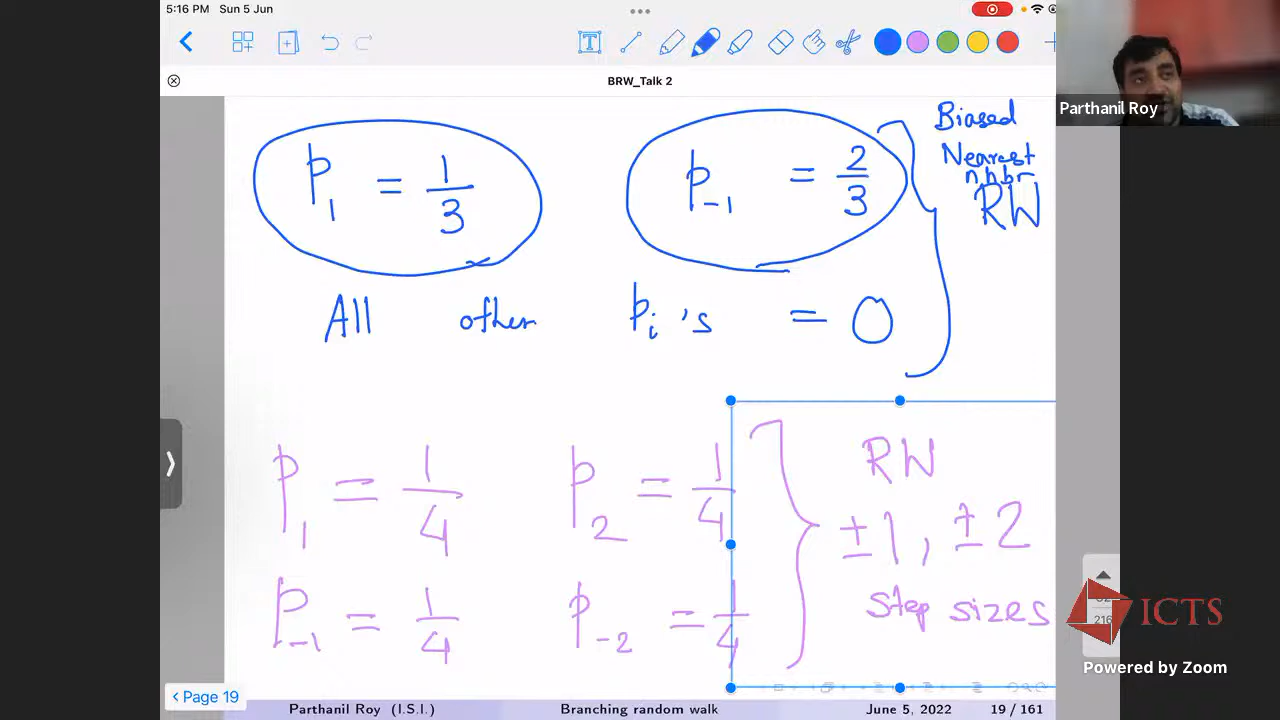 5:16 PM Sun 5 Jun
BRW_Talk 2
Parthanil Roy
p₁ = 1/3
p₋₁ = 2/3
Biased
Nearest
nhbr
RW
All other pᵢ's = 0
p₁ = 1/4 p₂ = 1/4
p₋₁ = 1/4 p₋₂ = 1/4
RW
±1, ±2
step sizes
216
ICTS
Powered by Zoom
Page 19
Parthanil Roy (I.S.I.) Branching random walk June 5, 2022 19 / 161